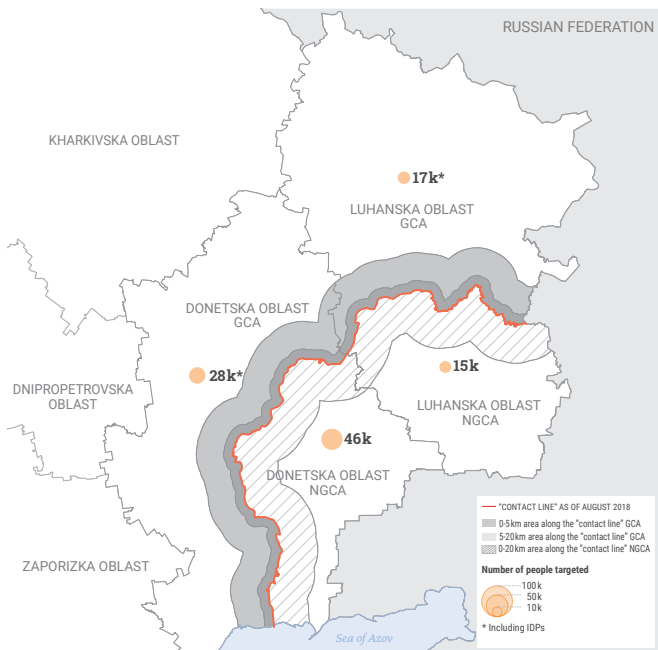 RUSSIAN FEDERATION
KHARKIVSKA OBLAST
17k*
LUHANSKA OBLAST
GCA
DONETSKA OBLAST
GCA
28k*
15k
DNIPROPETROVSKA
OBLAST
LUHANSKA OBLAST
NGCA
46k
DONETSKA OBLAST
NGCA
ZAPORIZKA OBLAST
Sea of Azov
"CONTACT LINE" AS OF AUGUST 2018
0-5km area along the "contact line" GCA
5-20km area along the "contact line" GCA
0-20km area along the "contact line" NGCA
Number of people targeted
100k
50k
10k
* Including IDPs